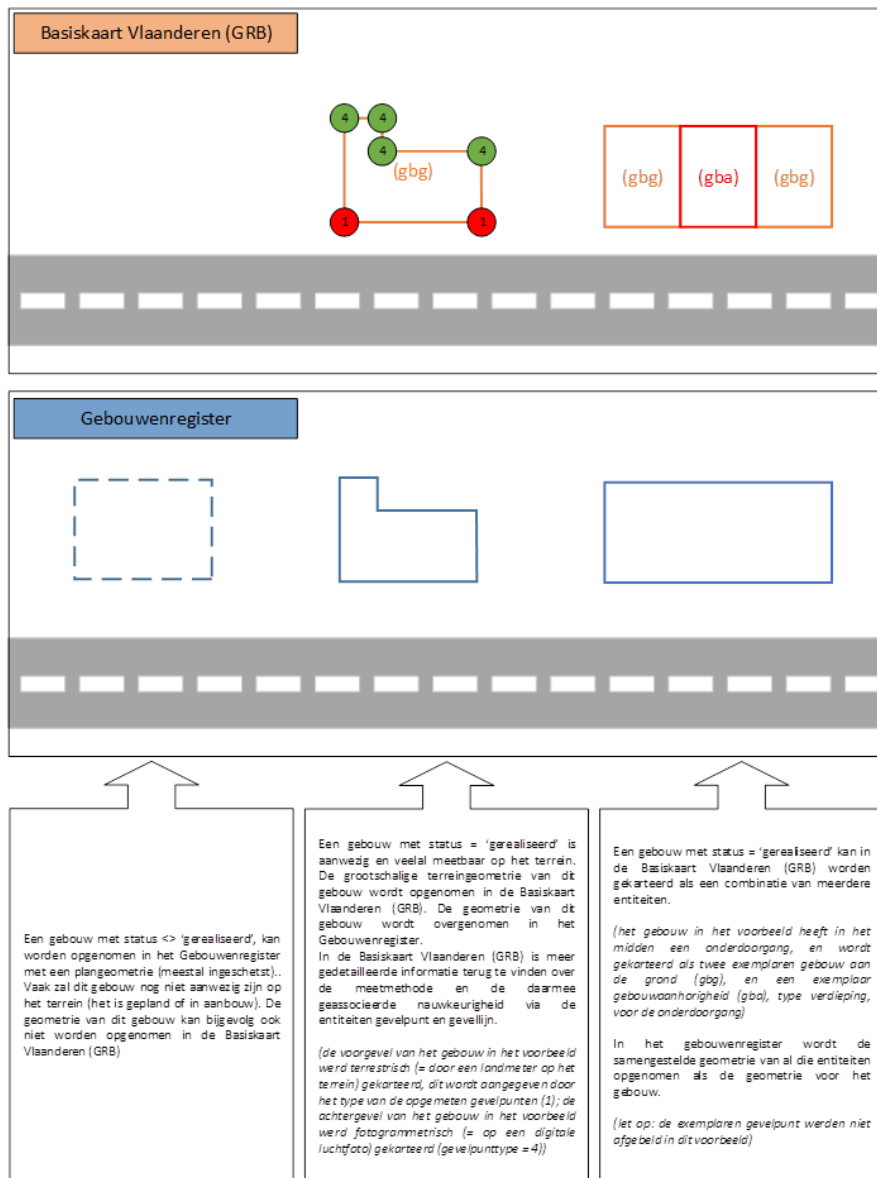 Basiskaart Vlaanderen (GRB)
4 4
4 4
(gbg)
1 1
(gbg) (gba) (gbg)
Gebouwenregister
Een gebouw met status <> ‘gerealiseerd’, kan
worden opgenomen in het Gebouwenregister
met een plangeometrie (meestal ingeschetst)..
Vaak zal dit gebouw nog niet aanwezig zijn op
het terrein (het is gepland of in aanbouw). De
geometrie van dit gebouw kan bijgevolg ook
niet worden opgenomen in de Basiskaart
Vlaanderen (GRB)
Een gebouw met status = ‘gerealiseerd’ is
aanwezig en veelal meetbaar op het terrein.
De grootschalige terreingeometrie van dit
gebouw wordt opgenomen in de Basiskaart
Vlaanderen (GRB). De geometrie van dit
gebouw wordt overgenomen in het
Gebouwenregister.
In de Basiskaart Vlaanderen (GRB) is meer
gedetailleerde informatie terug te vinden over
de meetmethode en de daarmee
geassocieerde nauwkeurigheid via de
entiteiten gevelpunt en gevellijn.
(de voorgevel van het gebouw in het voorbeeld
werd terrestrisch (= door een landmeter op het
terrein) gekarteerd, dit wordt aangegeven door
het type van de opgemeten gevelpunten (1); de
achtergevel van het gebouw in het voorbeeld
werd fotogrammetrisch (= op een digitale
luchtfoto) gekarteerd (gevelpunttype = 4))
Een gebouw met status = ‘gerealiseerd’ kan in
de Basiskaart Vlaanderen (GRB) worden
gekarteerd als een combinatie van meerdere
entiteiten.
(het gebouw in het voorbeeld heeft in het
midden een onderdoorgang, en wordt
gekarteerd als twee exemplaren gebouw aan
de grond (gbg), en een exemplaar
gebouwaanhorigheid (gba), type verdieping,
voor de onderdoorgang)
In het gebouwenregister wordt de
samengestelde geometrie van al die entiteiten
opgenomen als de geometrie voor het
gebouw.
(let op: de exemplaren gevelpunt werden niet
afgebeld in dit voorbeeld)